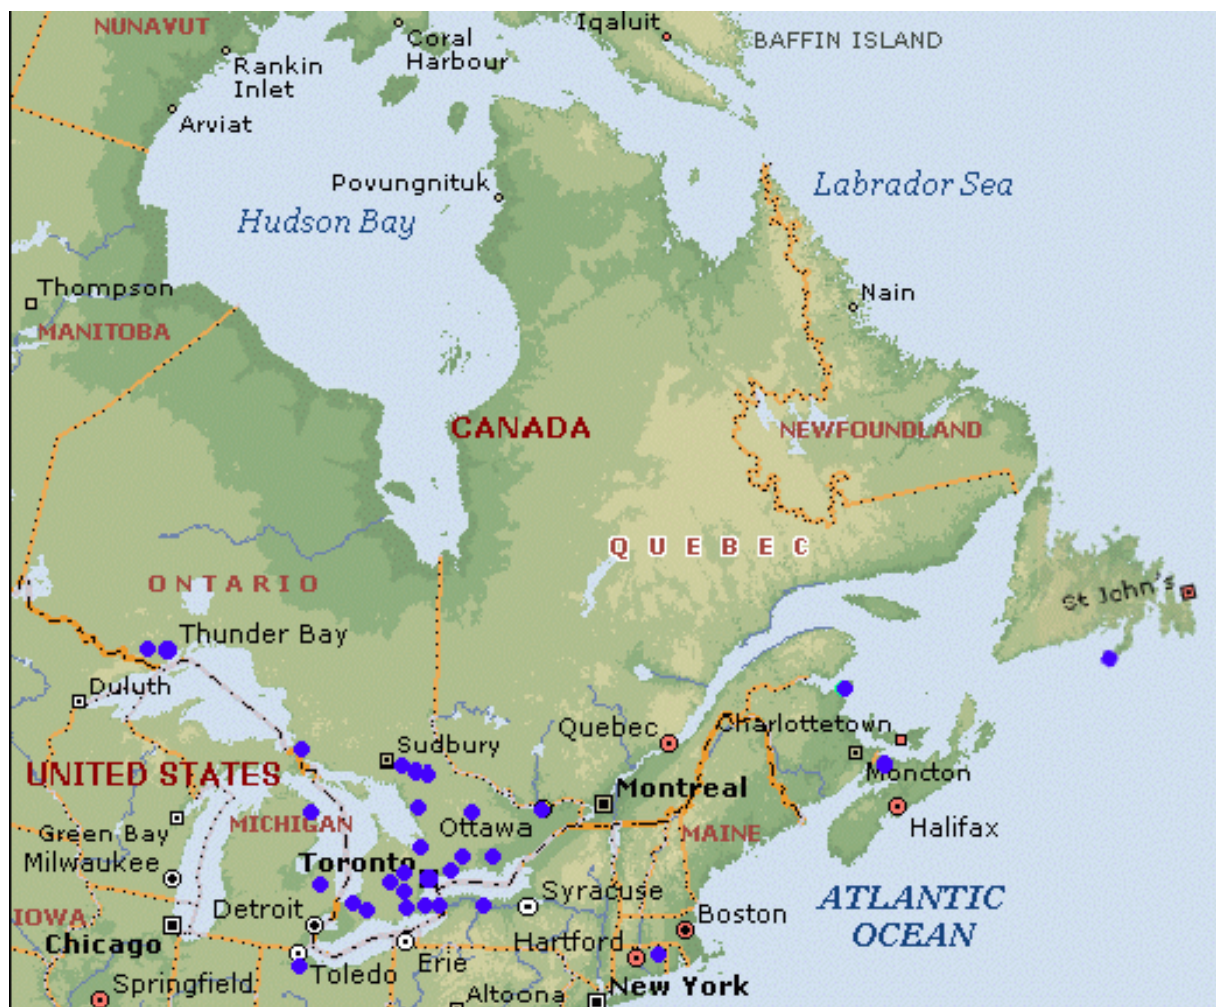 NUNAVUT
Iqaluit
BAFFIN ISLAND
Coral
Harbour
Rankin
Inlet
Arviat
Povungnituk
Labrador Sea
Hudson Bay
Thompson
Nain
MANITOBA
CANADA
NEWFOUNDLAND
QUEBEC
ONTARIO
St John's
Thunder Bay
Duluth
Quebec
Charlottetown
Sudbury
UNITED STATES
Moncton
Montreal
Green Bay
MICHIGAN
Ottawa
MAINE
Halifax
Milwaukee
Toronto
Syracuse
ATLANTIC
OCEAN
IOWA
Detroit
Boston
Chicago
Erie
Hartford
Toledo
Springfield
Altoona
New York